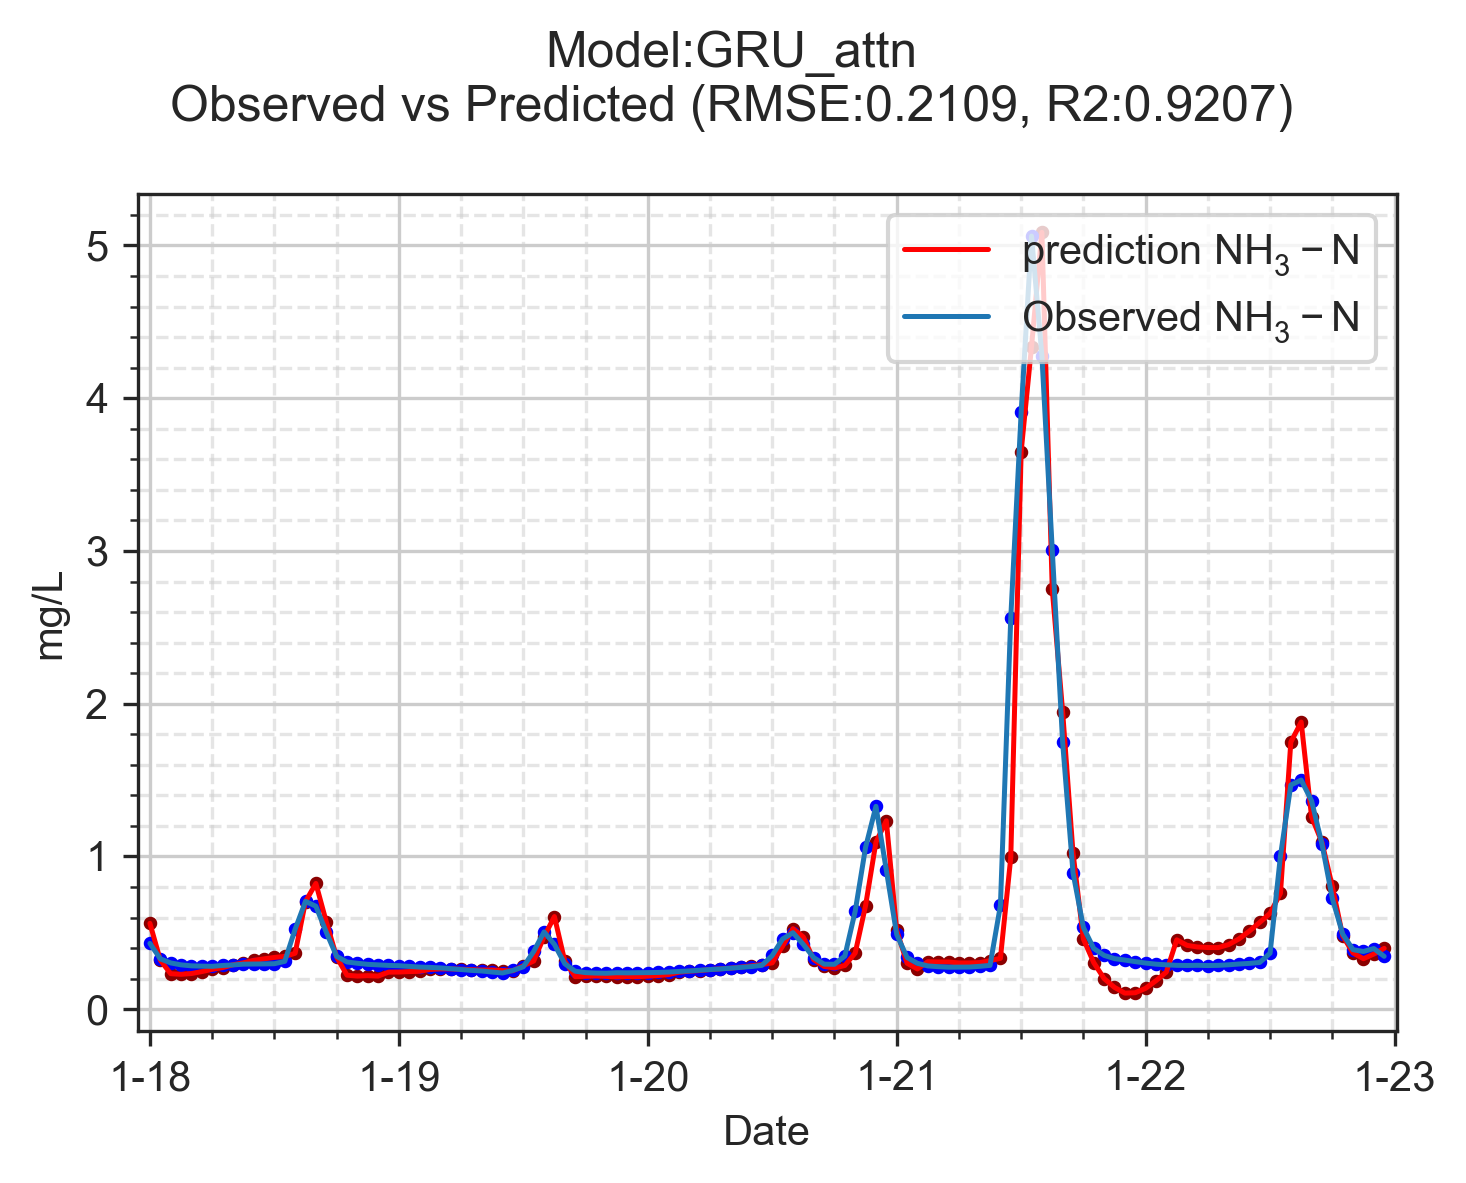 Model:GRU_attn
Observed vs Predicted (RMSE:0.2109, R2:0.9207)
prediction NH₃ − N
Observed NH₃ − N
5
4
3
2
1
0
mg/L
1-18 1-19 1-20 1-21 1-22 1-23
Date